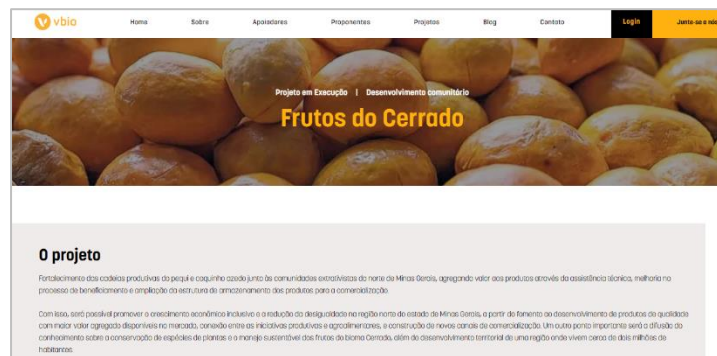 vbio
Home
Sobre
Apoiadores
Proponentes
Projetos
Blog
Contato
Login
Junte-se a nós
Projeto em Execução | Desenvolvimento comunitário
Frutos do Cerrado
O projeto
Fortalecimento das cadeias produtivas do pequi e coquinho azedo junto às comunidades extrativistas do norte de Minas Gerais, agregando valor aos produtos através da assistência técnica, melhoria no
processo de beneficiamento e ampliação da estrutura de armazenamento dos produtos para a comercialização.
Com isso, será possível promover o crescimento econômico inclusivo e a redução da desigualdade na região norte do estado de Minas Gerais, a partir do fomento ao desenvolvimento de produtos de qualidade
com maior valor agregado disponíveis no mercado, conexão entre as iniciativas produtivas e agroalimentares, e construção de novos canais de comercialização. Um outro ponto importante será a difusão do
conhecimento sobre a conservação de espécies de plantas e o manejo sustentável dos frutos do bioma Cerrado, além do desenvolvimento territorial de uma região onde vivem cerca de dois milhões de
habitantes.